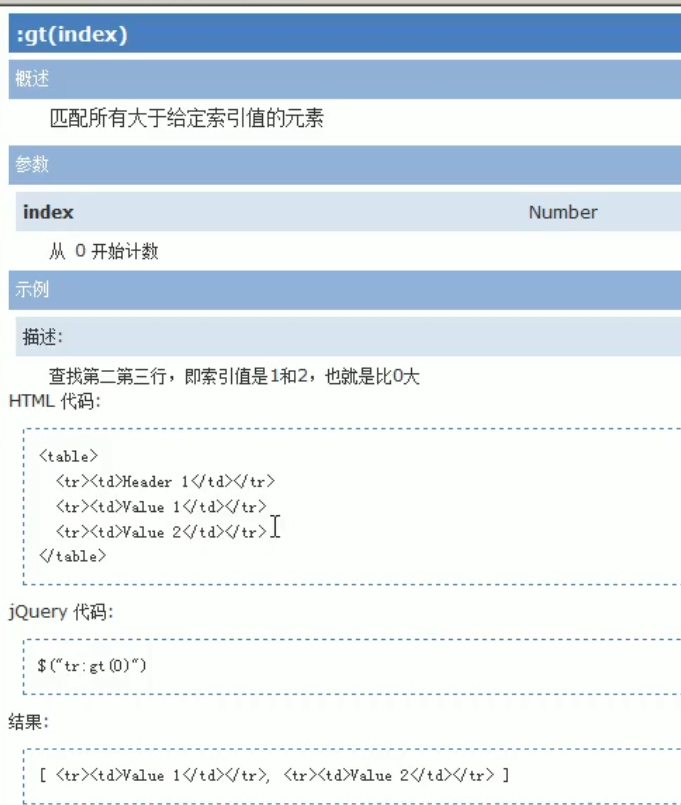 :gt(index)
概述
匹配所有大于给定索引值的元素
参数
index Number
从 0 开始计数
示例
描述:
查找第二第三行，即索引值是1和2，也就是比0大
HTML 代码:
<table>
<tr><td>Header 1</td></tr>
<tr><td>Value 1</td></tr>
<tr><td>Value 2</td></tr>
</table>
jQuery 代码:
$("tr:gt(0)")
结果:
[ <tr><td>Value 1</td></tr>, <tr><td>Value 2</td></tr> ]